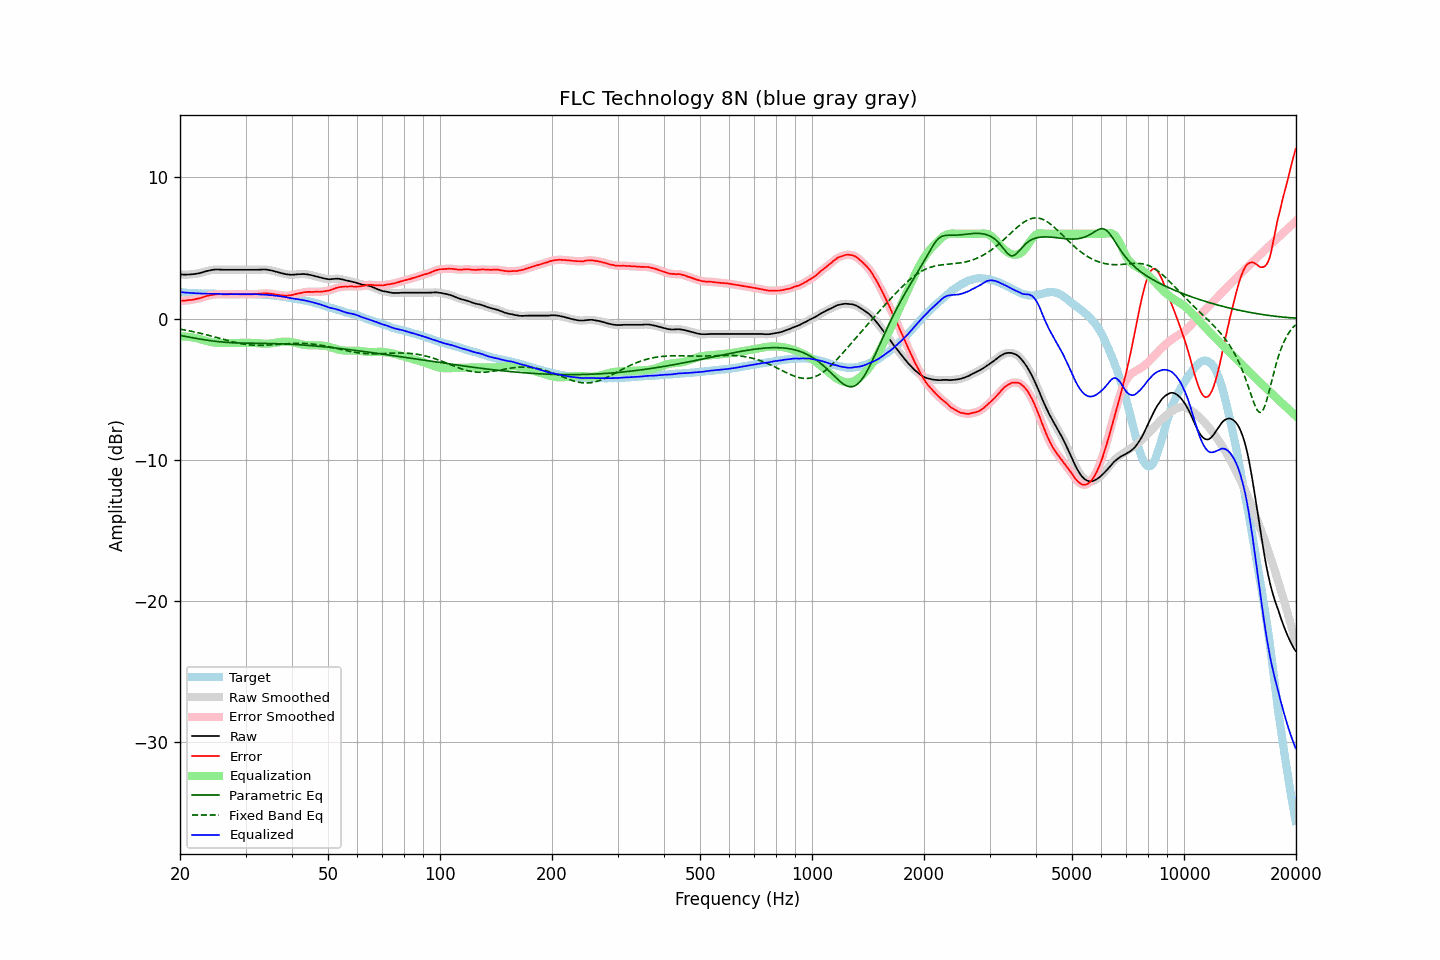 FLC Technology 8N (blue gray gray)
10
0
−10
−20
−30
Amplitude (dBr)
Target
Raw Smoothed
Error Smoothed
Raw
Error
Equalization
Parametric Eq
Fixed Band Eq
Equalized
20 50 100 200 500 1000 2000 5000 10000 20000
Frequency (Hz)